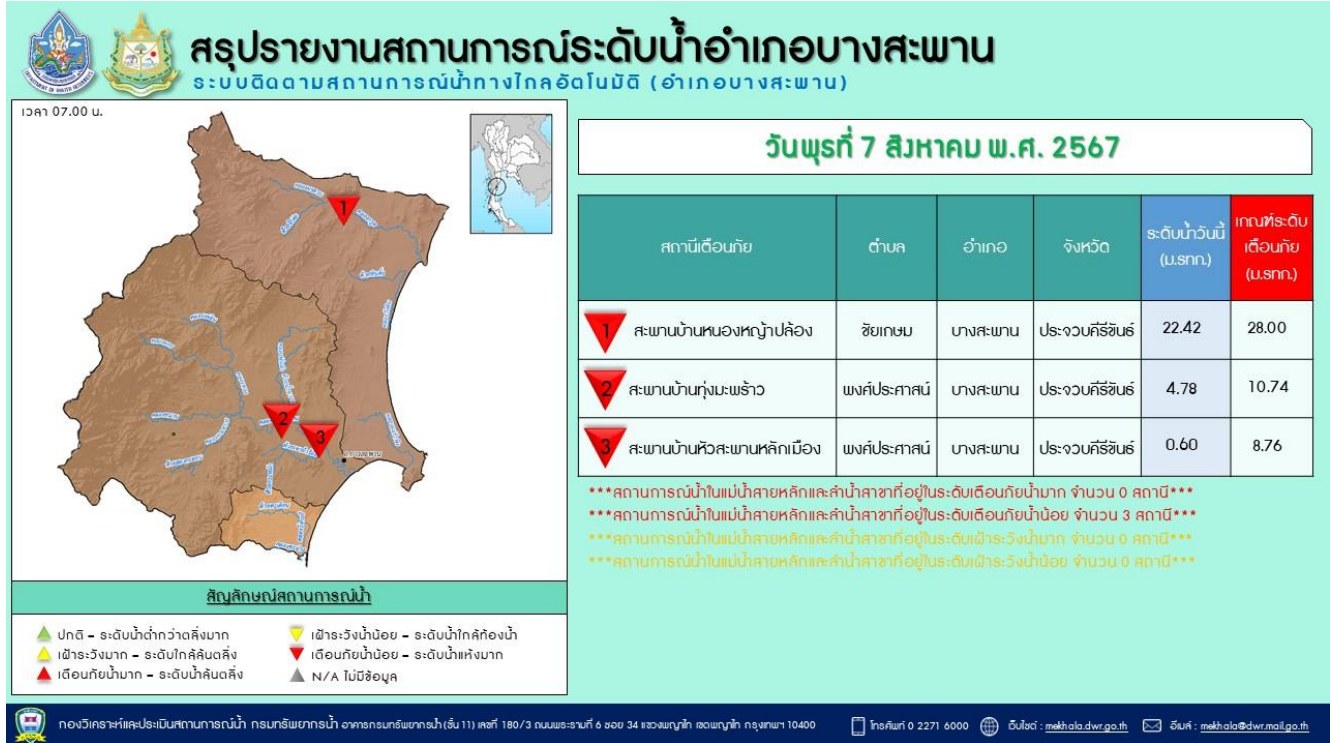 สรุปรายงานสถานการณ์ระดับน้ำอำเภอบางสะพาน
ระบบติดตามสถานการณ์น้ำทางไกลอัตโนมัติ (อำเภอบางสะพาน)
เวลา 07.00 น.
1
2
3
วันพุธที่ 7 สิงหาคม พ.ศ. 2567
สถานีเตือนภัย ตำบล อำเภอ จังหวัด ระดับน้ำวันนี้ (ม.รทก.) เกณฑ์ระดับเตือนภัย (ม.รทก.)
1 สะพานบ้านหนองหญ้าปล้อง ชัยเกษม บางสะพาน ประจวบคีรีขันธ์ 22.42 28.00
2 สะพานบ้านทุ่งมะพร้าว พงศ์ประศาสน์ บางสะพาน ประจวบคีรีขันธ์ 4.78 10.74
3 สะพานบ้านหัวสะพานหลักเมือง พงศ์ประศาสน์ บางสะพาน ประจวบคีรีขันธ์ 0.60 8.76
***สถานการณ์น้ำในแม่น้ำสายหลักและลำน้ำสาขาที่อยู่ในระดับเตือนภัยน้ำมาก จำนวน 0 สถานี***
***สถานการณ์น้ำในแม่น้ำสายหลักและลำน้ำสาขาที่อยู่ในระดับเตือนภัยน้ำน้อย จำนวน 3 สถานี***
***สถานการณ์น้ำในแม่น้ำสายหลักและลำน้ำสาขาที่อยู่ในระดับเฝ้าระวังน้ำมาก จำนวน 0 สถานี***
***สถานการณ์น้ำในแม่น้ำสายหลักและลำน้ำสาขาที่อยู่ในระดับเฝ้าระวังน้ำน้อย จำนวน 0 สถานี***
สัญลักษณ์สถานการณ์น้ำ
ปกติ - ระดับน้ำต่ำกว่าตลิ่งมาก
เฝ้าระวังมาก - ระดับใกล้ล้นตลิ่ง
เตือนภัยน้ำมาก - ระดับน้ำล้นตลิ่ง
เฝ้าระวังน้ำน้อย - ระดับน้ำใกล้ท้องน้ำ
เตือนภัยน้ำน้อย - ระดับน้ำแห้งมาก
N/A ไม่มีข้อมูล
กองวิเคราะห์และประเมินสถานการณ์น้ำ กรมทรัพยากรน้ำ อาคารกรมทรัพยากรน้ำ (ชั้น 11) เลขที่ 180/3 ถนนพระรามที่ 6 ซอย 34 แขวงพญาไท เขตพญาไท กรุงเทพฯ 10400 โทรศัพท์ 0 2271 6000 เว็บไซต์ : mekhala.dwr.go.th อีเมล์ : mekhala@dwr.mail.go.th